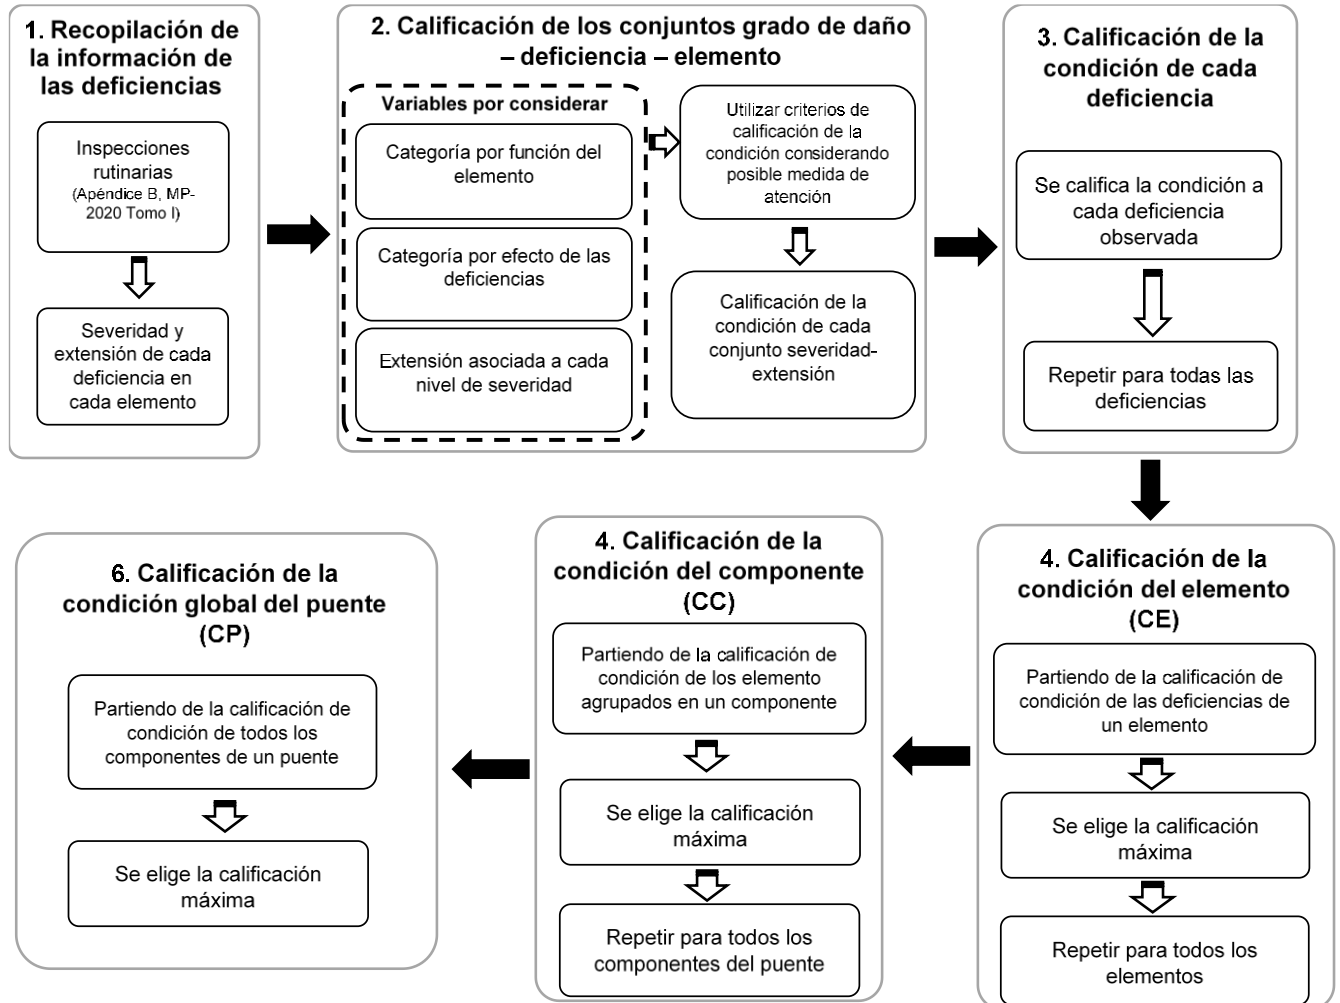 1. Recopilación de
la información de
las deficiencias
Inspecciones
rutinarias
(Apéndice B, MP-
2020 Tomo I)
Severidad y
extensión de cada
deficiencia en
cada elemento
2. Calificación de los conjuntos grado de daño
– deficiencia – elemento
Variables por considerar
Categoría por función del
elemento
Categoría por efecto de las
deficiencias
Extensión asociada a cada
nivel de severidad
Utilizar criterios de
calificación de la
condición considerando
posible medida de
atención
Calificación de la
condición de cada
conjunto severidad-
extensión
3. Calificación de la
condición de cada
deficiencia
Se califica la condición a
cada deficiencia
observada
Repetir para todas las
deficiencias
4. Calificación de la
condición del elemento
(CE)
Partiendo de la calificación de
condición de las deficiencias de
un elemento
Se elige la calificación
máxima
Repetir para todos los
elementos
4. Calificación de la
condición del componente
(CC)
Partiendo de la calificación de
condición de los elemento
agrupados en un componente
Se elige la calificación
máxima
Repetir para todos los
componentes del puente
6. Calificación de la
condición global del puente
(CP)
Partiendo de la calificación de
condición de todos los
componentes de un puente
Se elige la calificación
máxima